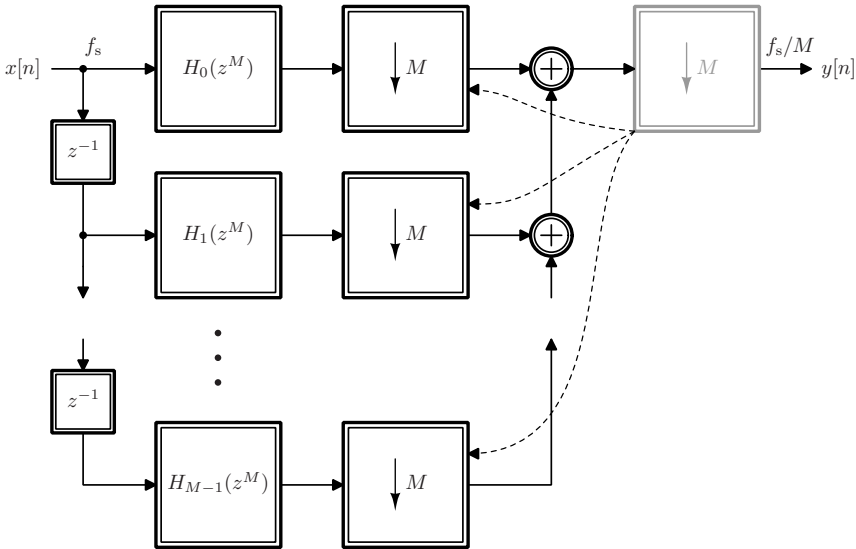 x[n]
f_s
H_0(z^M)
↓ M
+
↓ M
f_s/M
y[n]
z^{-1}
H_1(z^M)
↓ M
+
z^{-1}
H_{M-1}(z^M)
↓ M